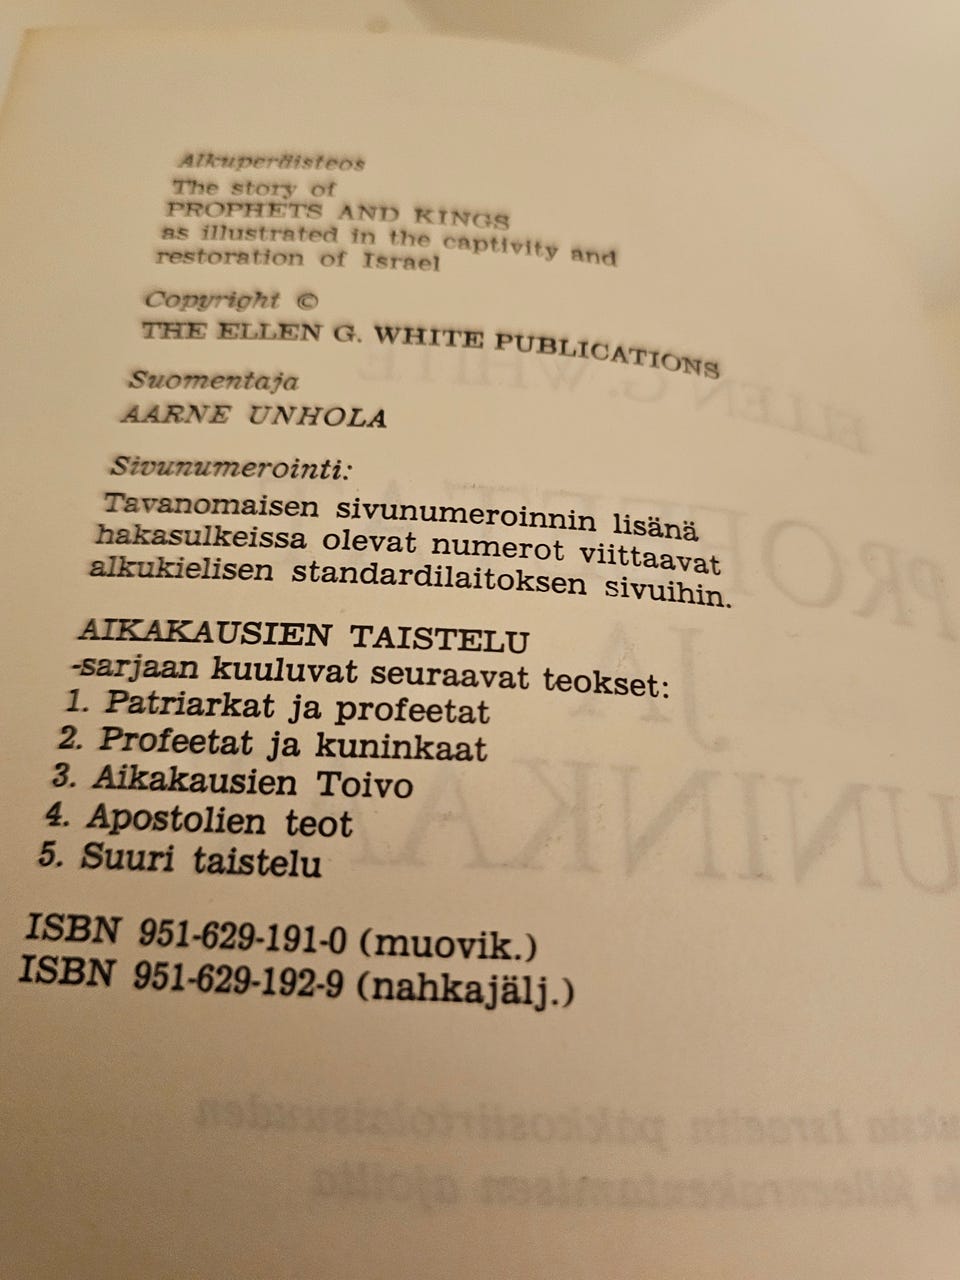 Alkuperäisteos
The story of
PROPHETS AND KINGS
as illustrated in the captivity and
restoration of Israel
Copyright ©
THE ELLEN G. WHITE PUBLICATIONS
Suomentaja
AARNE UNHOLA
Sivunumerointi:
Tavanomaisen sivunumeroinnin lisänä
hakasulkeissa olevat numerot viittaavat
alkukielisen standardilaitoksen sivuihin.
AIKAKAUSIEN TAISTELU
-sarjaan kuuluvat seuraavat teokset:
1. Patriarkat ja profeetat
2. Profeetat ja kuninkaat
3. Aikakausien Toivo
4. Apostolien teot
5. Suuri taistelu
ISBN 951-629-191-0 (muovik.)
ISBN 951-629-192-9 (nahkajälj.)